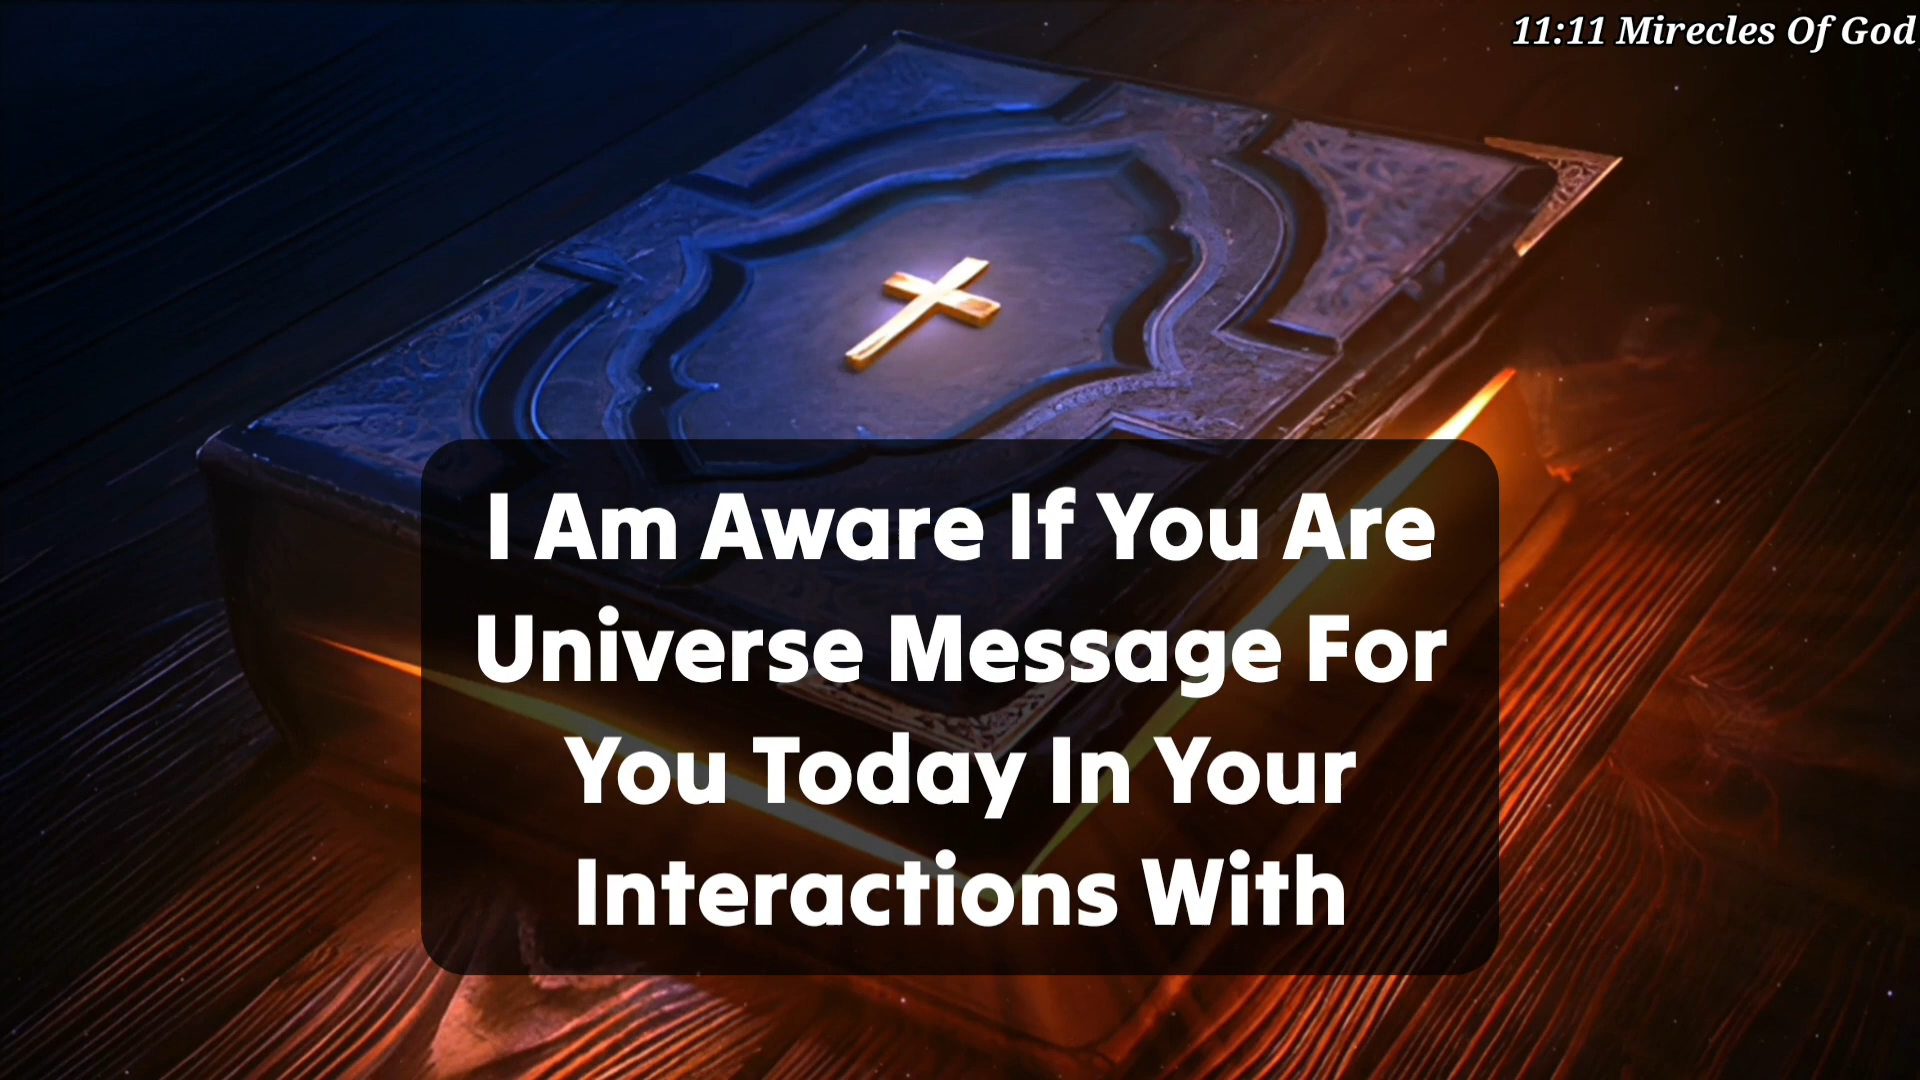 11:11 Mirecles Of God
I Am Aware If You Are
Universe Message For
You Today In Your
Interactions With